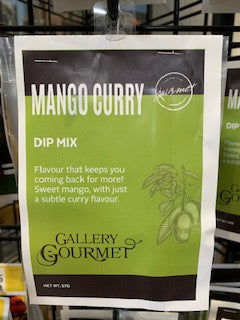 MANGO CURRY
gourmet
DIP MIX
Flavour that keeps you
coming back for more!
Sweet mango, with just
a subtle curry flavour.
GALLERY
GOURMET
NET WT. 57G